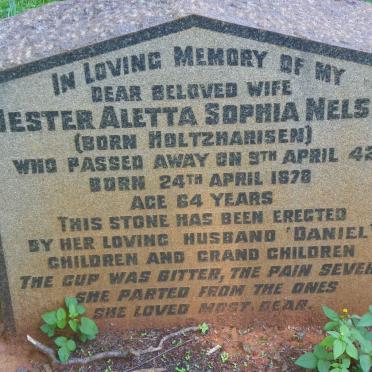 IN LOVING MEMORY OF MY
DEAR BELOVED WIFE
HESTER ALETTA SOPHIA NELS
(BORN HOLTZHARISEN)
WHO PASSED AWAY ON 9TH APRIL 42
BORN 24TH APRIL 1878
AGE 64 YEARS
THIS STONE HAS BEEN ERECTED
BY HER LOVING HUSBAND 'DANIEL'
CHILDREN AND GRAND CHILDREN
THE CUP WAS BITTER, THE PAIN SEVER
SHE PARTED FROM THE ONES
SHE LOVED MOST DEAR.